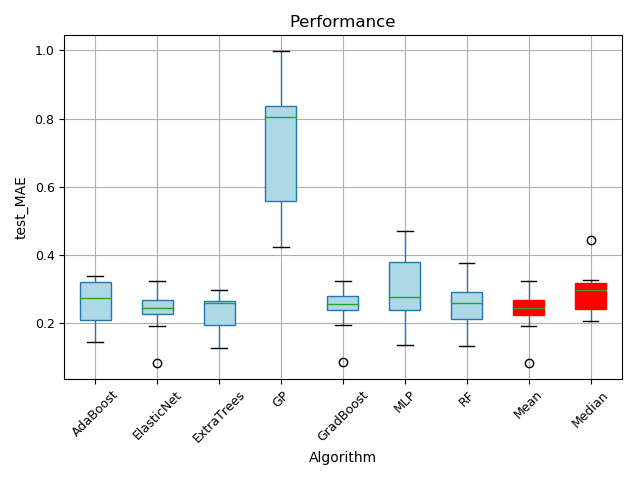 Performance
1.0
0.8
0.6
0.4
0.2
test_MAE
AdaBoost
ElasticNet
ExtraTrees
GP
GradBoost
MLP
RF
Mean
Median
Algorithm